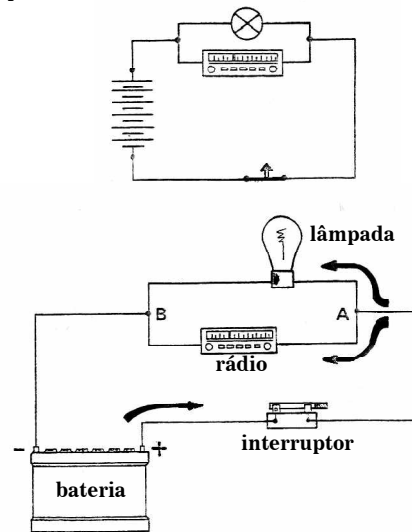 lâmpada
B
A
rádio
interruptor
- +
bateria